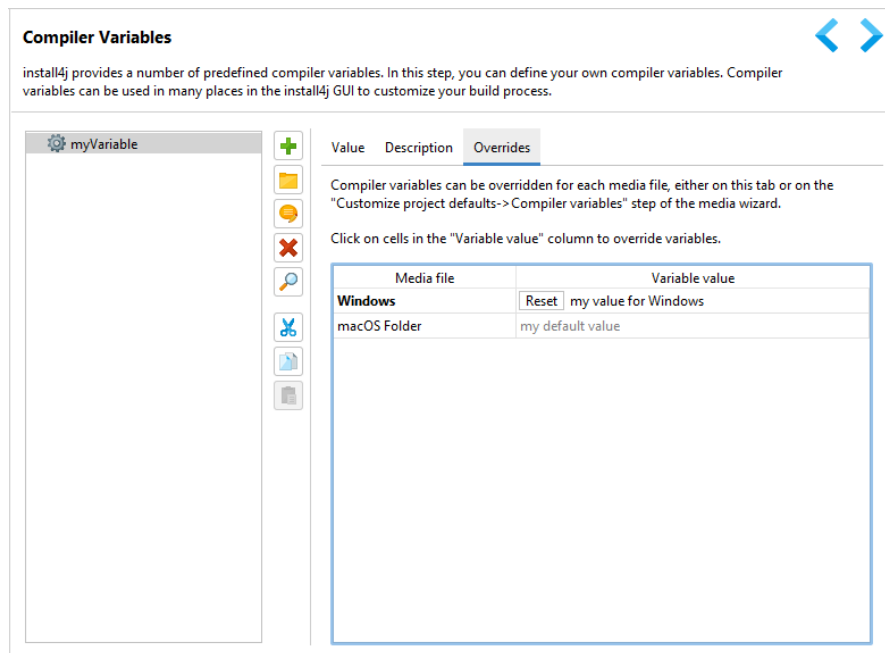 Compiler Variables
install4j provides a number of predefined compiler variables. In this step, you can define your own compiler variables. Compiler
variables can be used in many places in the install4j GUI to customize your build process.
myVariable
Value Description Overrides
Compiler variables can be overridden for each media file, either on this tab or on the
"Customize project defaults->Compiler variables" step of the media wizard.
Click on cells in the "Variable value" column to override variables.
Media file Variable value
Windows Reset my value for Windows
macOS Folder my default value